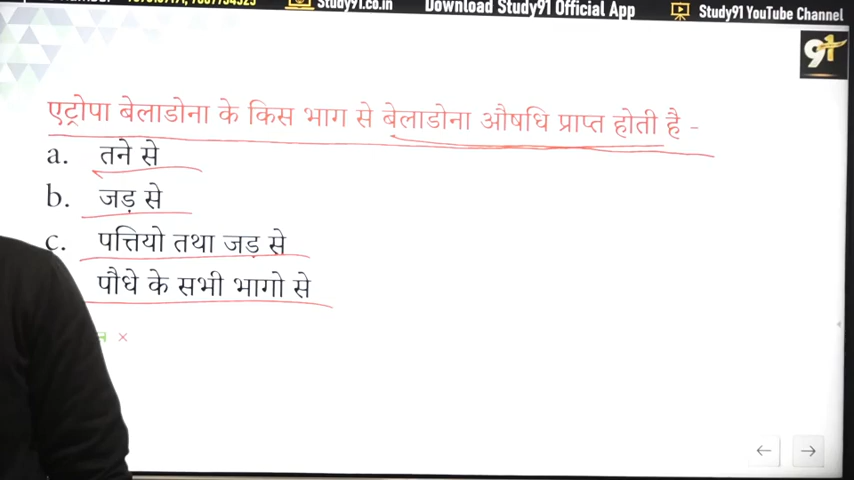 Study91.co.in Download Study91 Official App Study91 YouTube Channel
91
एट्रोपा बेलाडोना के किस भाग से बेलाडोना औषधि प्राप्त होती है -
a. तने से
b. जड़ से
c. पत्तियो तथा जड़ से
पौधे के सभी भागो से